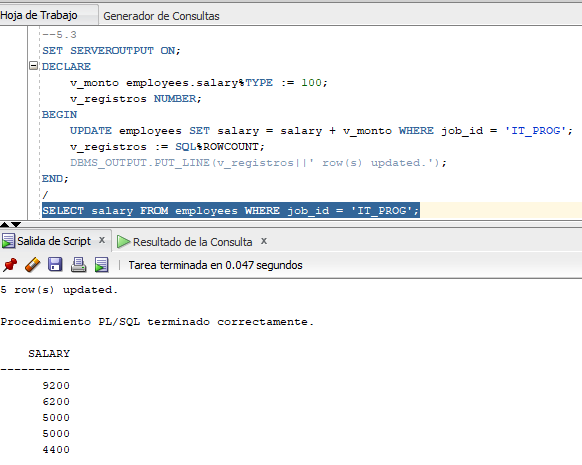 Hoja de Trabajo Generador de Consultas
--5.3
SET SERVEROUTPUT ON;
DECLARE
v_monto employees.salary%TYPE := 100;
v_registros NUMBER;
BEGIN
UPDATE employees SET salary = salary + v_monto WHERE job_id = 'IT_PROG';
v_registros := SQL%ROWCOUNT;
DBMS_OUTPUT.PUT_LINE(v_registros||' row(s) updated.');
END;
/
SELECT salary FROM employees WHERE job_id = 'IT_PROG';
Salida de Script x Resultado de la Consulta x
Tarea terminada en 0.047 segundos
5 row(s) updated.
Procedimiento PL/SQL terminado correctamente.
SALARY
----------
9200
6200
5000
5000
4400